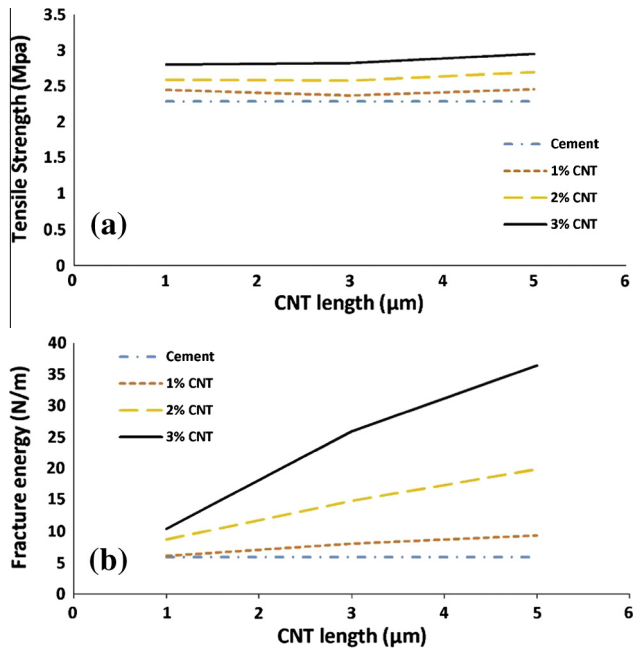 (a)
Tensile Strength (Mpa)
3.5
3
2.5
2
1.5
1
0.5
0
Cement
1% CNT
2% CNT
3% CNT
0 1 2 3 4 5 6
CNT length (µm)
(b)
Fracture energy (N/m)
40
35
30
25
20
15
10
5
0
Cement
1% CNT
2% CNT
3% CNT
0 1 2 3 4 5 6
CNT length (µm)